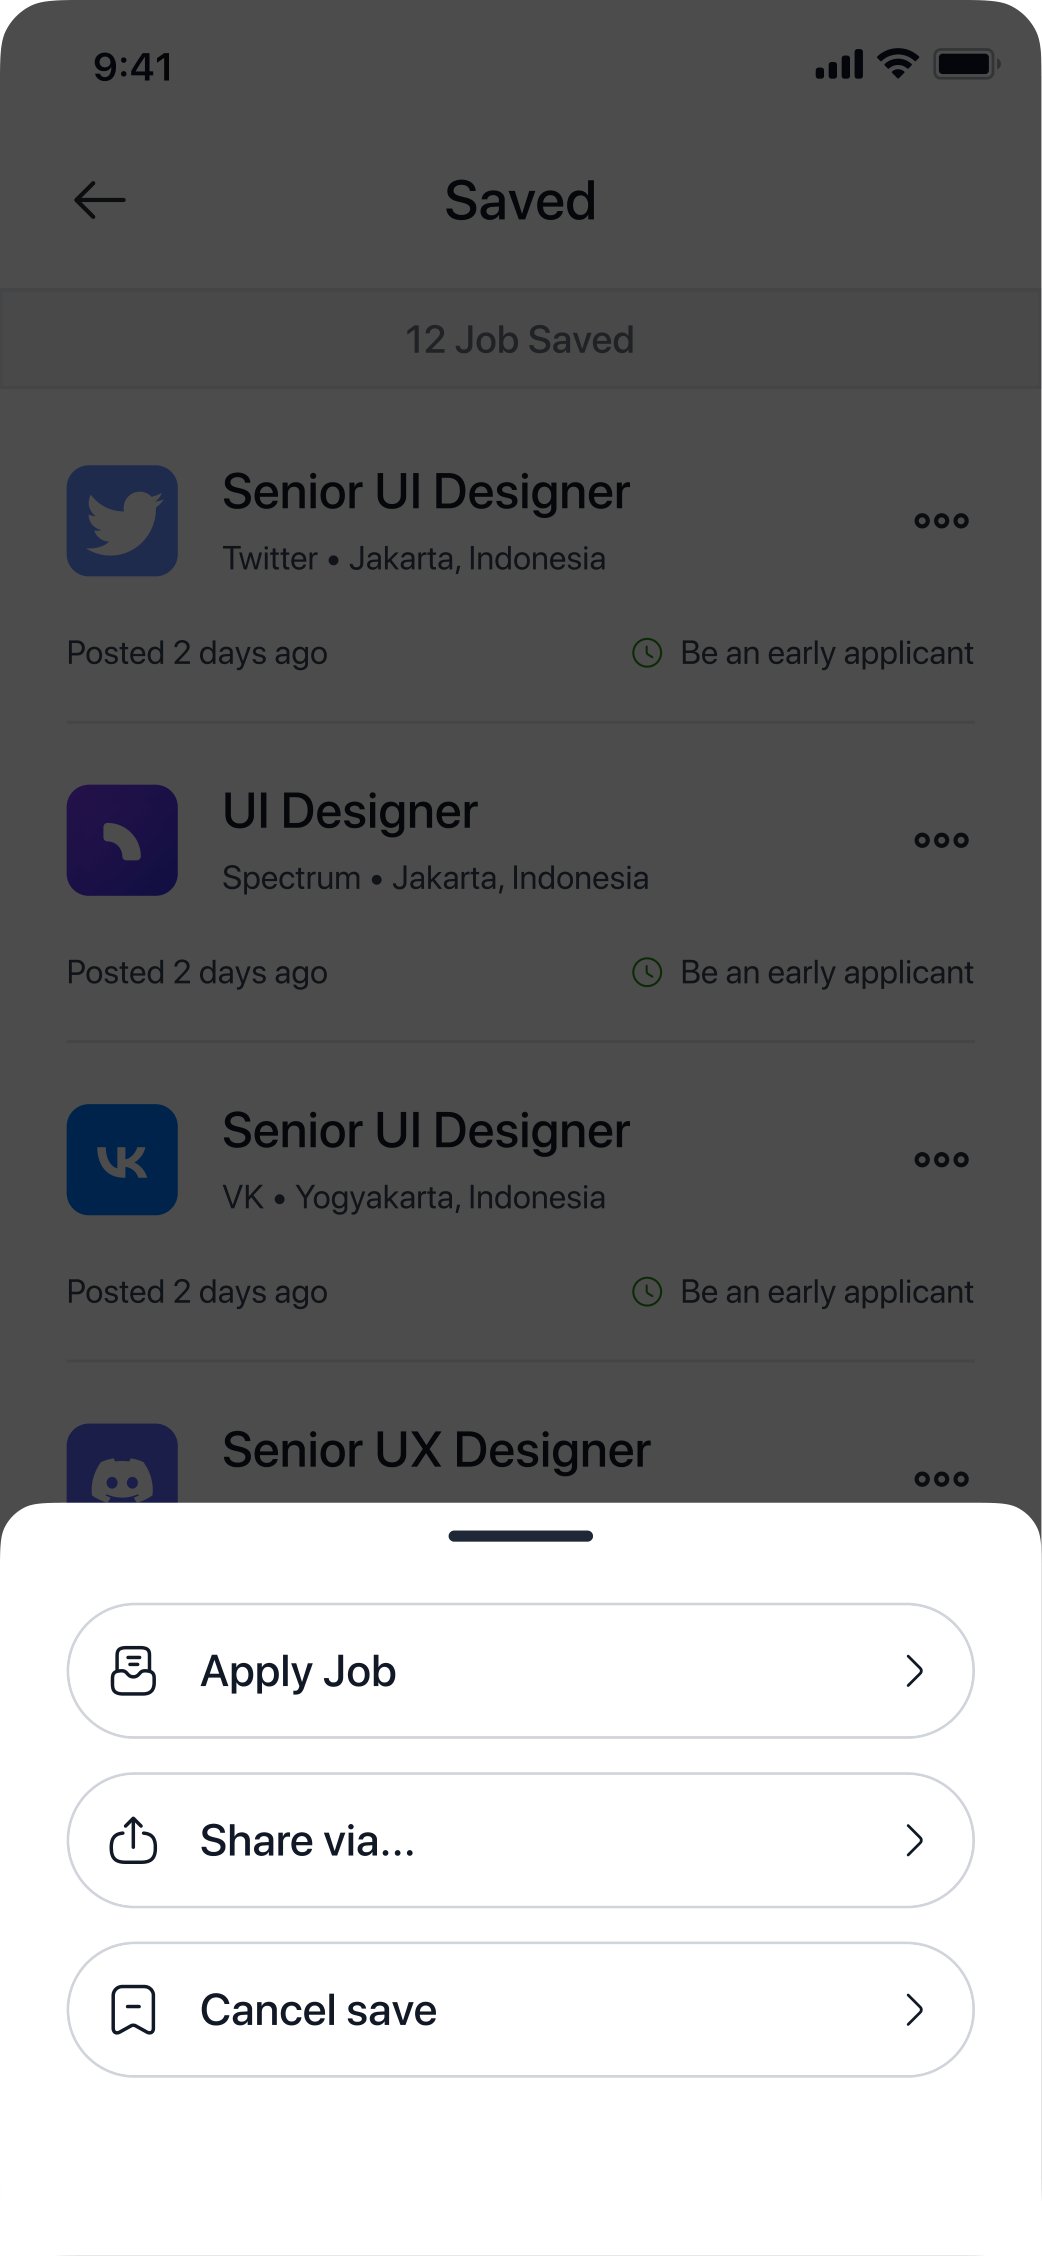 9:41
Saved
12 Job Saved
Senior UI Designer
Twitter • Jakarta, Indonesia
Posted 2 days ago
Be an early applicant
UI Designer
Spectrum • Jakarta, Indonesia
Posted 2 days ago
Be an early applicant
VK
Senior UI Designer
VK • Yogyakarta, Indonesia
Posted 2 days ago
Be an early applicant
Senior UX Designer
Apply Job
Share via...
Cancel save